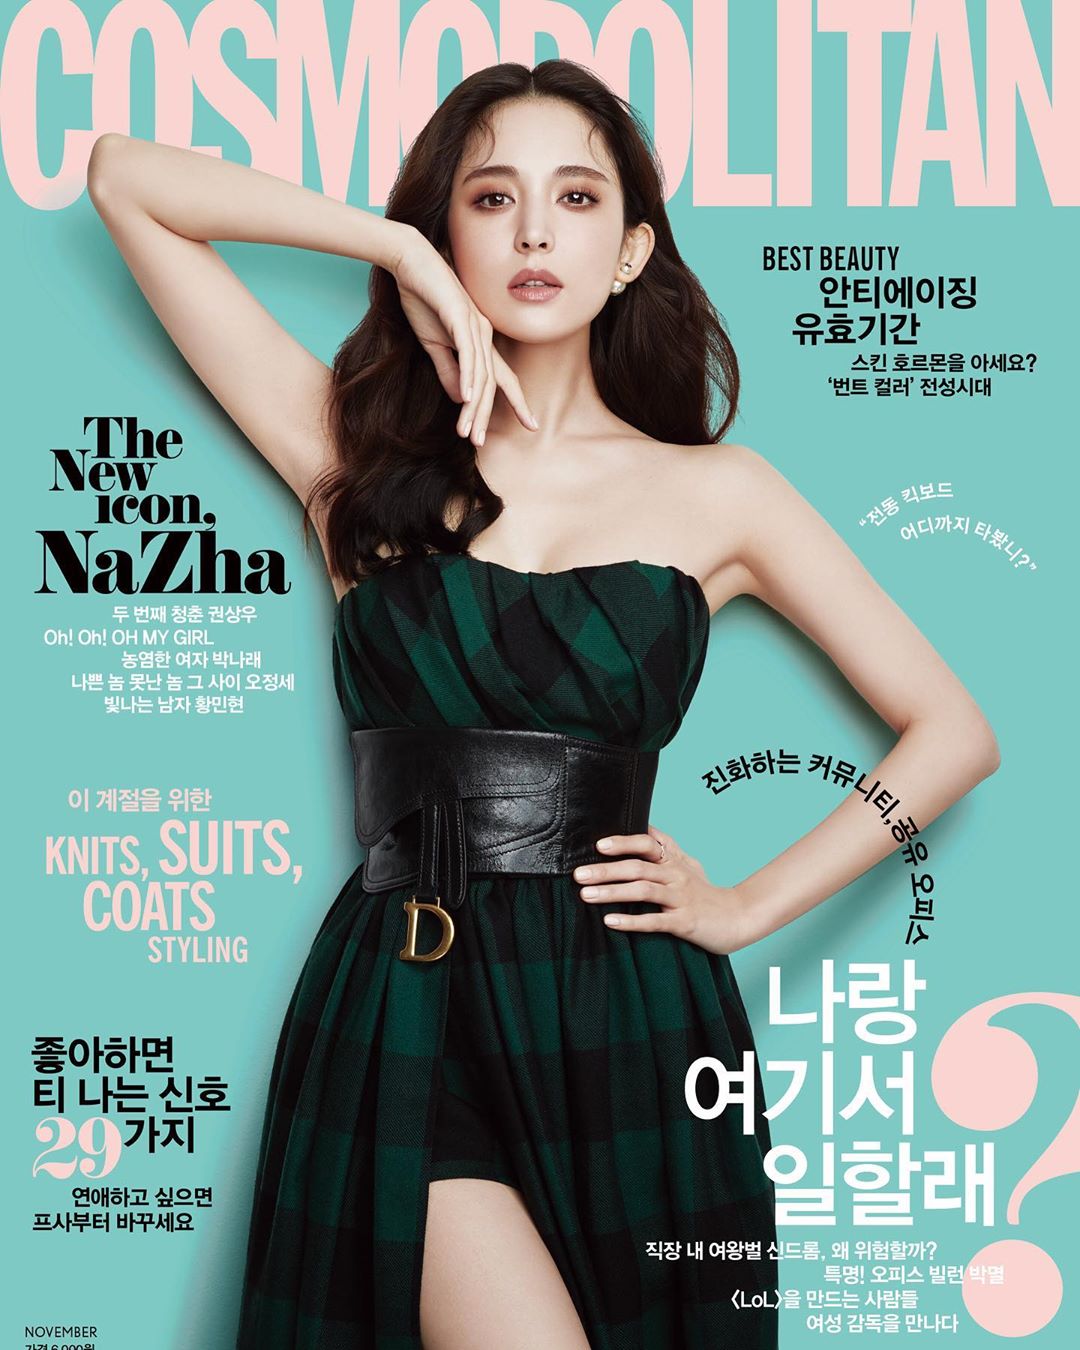 COSMOPOLITAN
BEST BEAUTY
안티에이징
유효기간
스킨 호르몬을 아세요?
‘번트 컬러’ 전성시대
The
New
icon,
NaZha
두 번째 청춘 권상우
Oh! Oh! OH MY GIRL
농염한 여자 박나래
나쁜 놈 못난 놈 그 사이 오정세
빛나는 남자 황민현
“전동 킥보드
어디까지 타봤니?”
이 계절을 위한
KNITS, SUITS,
COATS
STYLING
진화하는 커뮤니티, 공유 오피스
좋아하면
티 나는 신호
29가지
연애하고 싶으면
프사부터 바꾸세요
나랑
여기서
일할래?
직장 내 여왕벌 신드롬, 왜 위험할까?
특명! 오피스 빌런 박멸
〈LoL〉을 만드는 사람들
여성 감독을 만나다
D
NOVEMBER
가격 6,000원